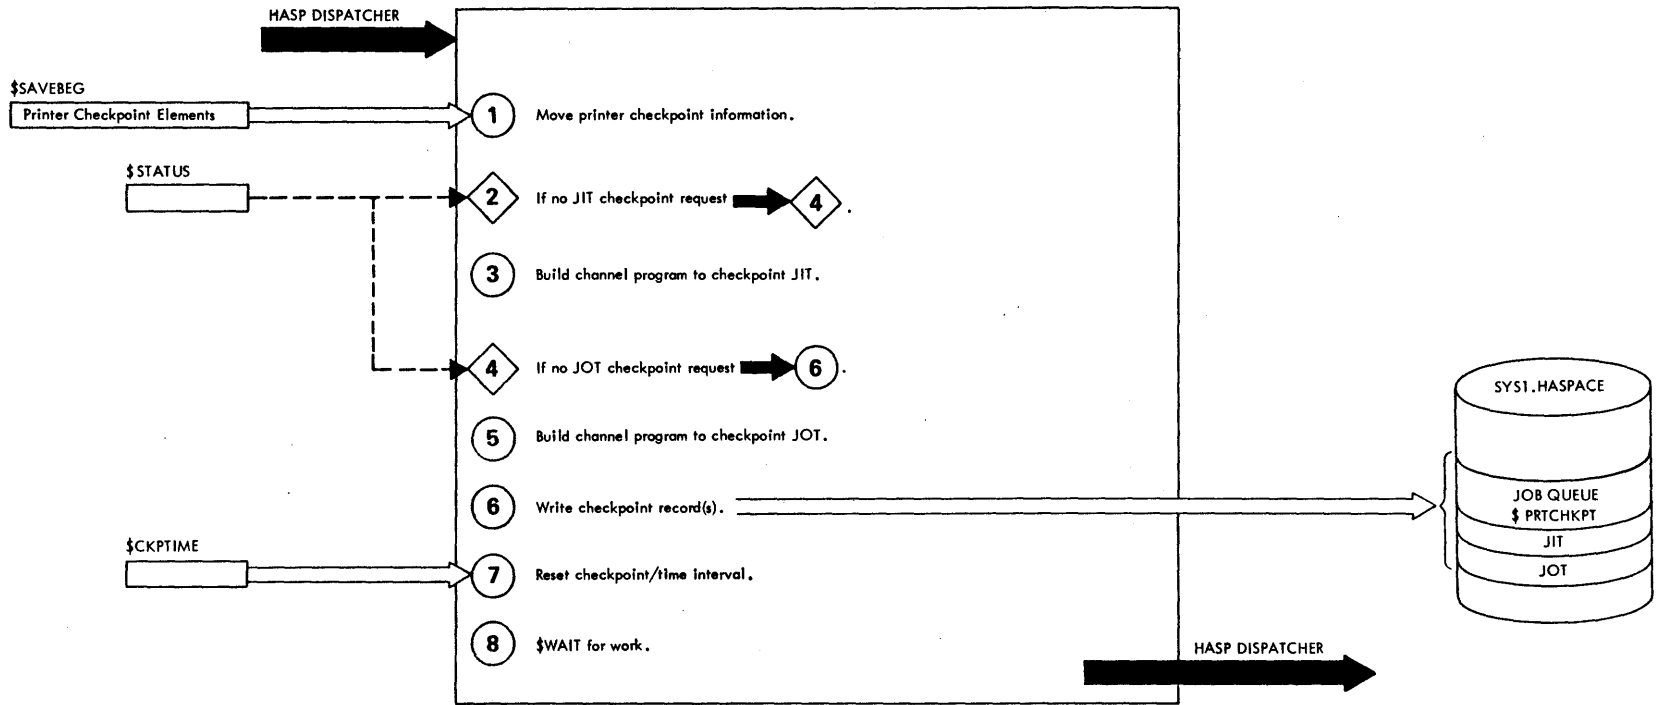 HASP DISPATCHER
$SAVEBEG
Printer Checkpoint Elements
1 Move printer checkpoint information.
$STATUS
2 If no JIT checkpoint request 4 .
3 Build channel program to checkpoint JIT.
4 If no JOT checkpoint request 6 .
SYS1.HASPACE
5 Build channel program to checkpoint JOT.
6 Write checkpoint record(s).
JOB QUEUE
$ PRTCHKPT
JIT
JOT
$CKPTIME
7 Reset checkpoint/time interval.
8 $WAIT for work.
HASP DISPATCHER